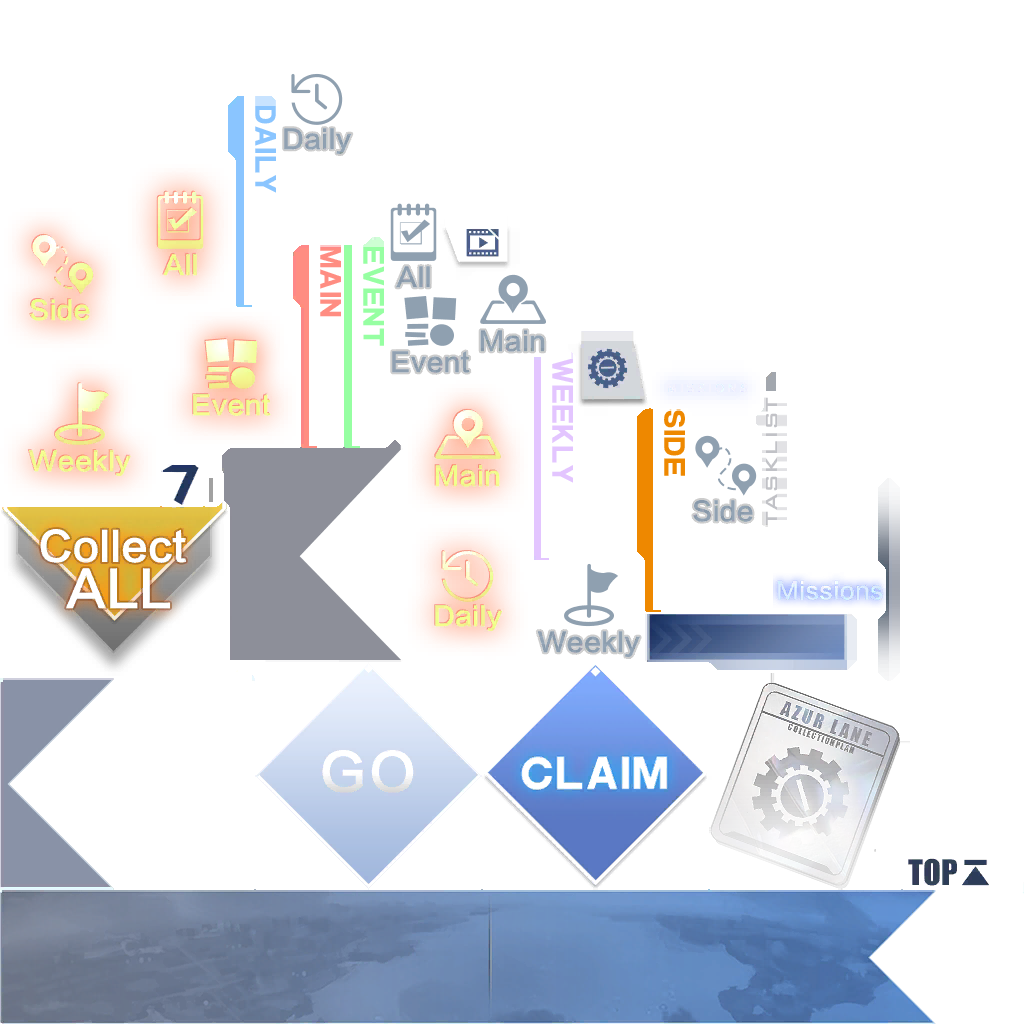 Daily
DAILY
All
All
Side
MAIN
EVENT
Event
Main
Event
WEEKLY
SIDE
TASKLIST
Weekly
Main
Side
7
Collect
ALL
Daily
Missions
Weekly
AZUR LANE
COLLECTIONPLAN
GO
CLAIM
TOP